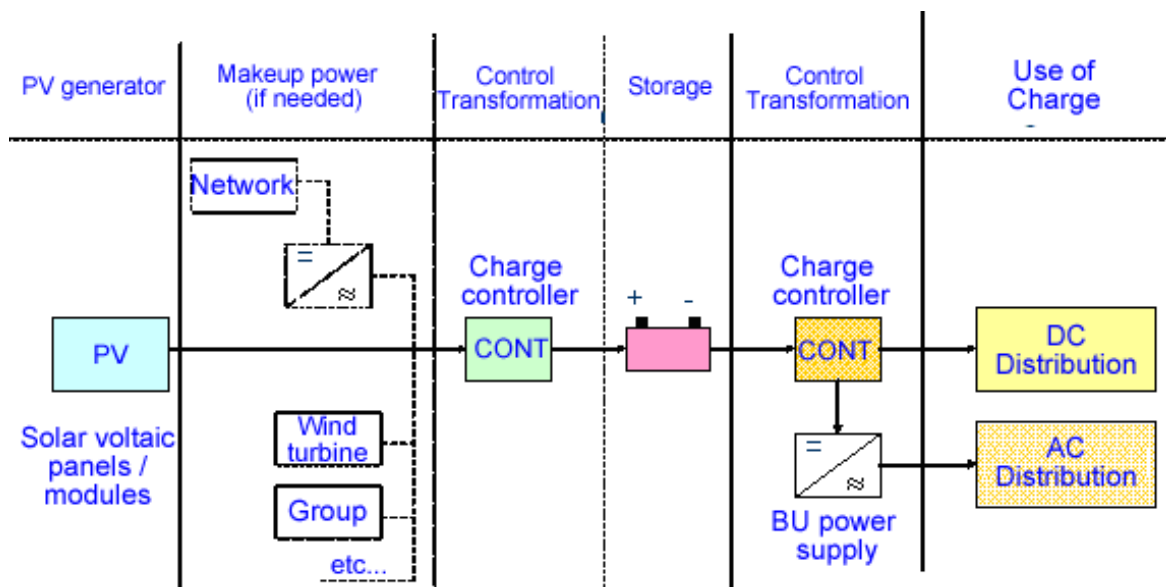 PV generator
Makeup power
(if needed)
Control
Transformation
Storage
Control
Transformation
Use of
Charge
-
Network
=
≈
Charge
controller
+ -
Charge
controller
PV
CONT
CONT
DC
Distribution
Solar voltaic
panels /
modules
Wind
turbine
Group
etc...
=
≈
BU power
supply
AC
Distribution